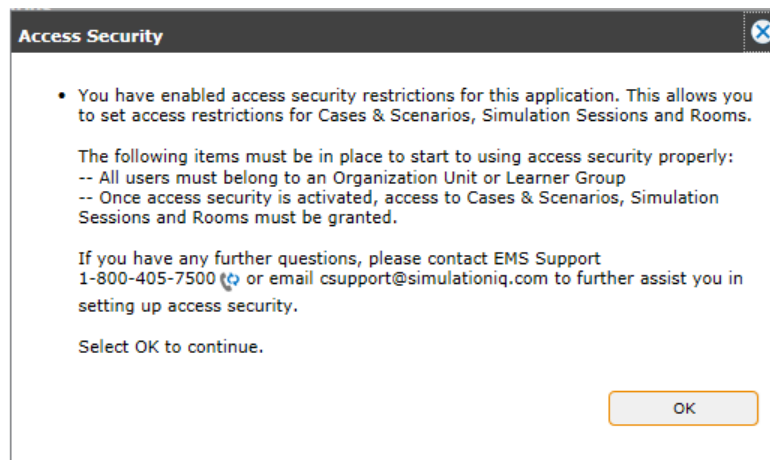 Access Security
• You have enabled access security restrictions for this application. This allows you
to set access restrictions for Cases & Scenarios, Simulation Sessions and Rooms.
The following items must be in place to start to using access security properly:
-- All users must belong to an Organization Unit or Learner Group
-- Once access security is activated, access to Cases & Scenarios, Simulation
Sessions and Rooms must be granted.
If you have any further questions, please contact EMS Support
1-800-405-7500 or email csupport@simulationiq.com to further assist you in
setting up access security.
Select OK to continue.
OK